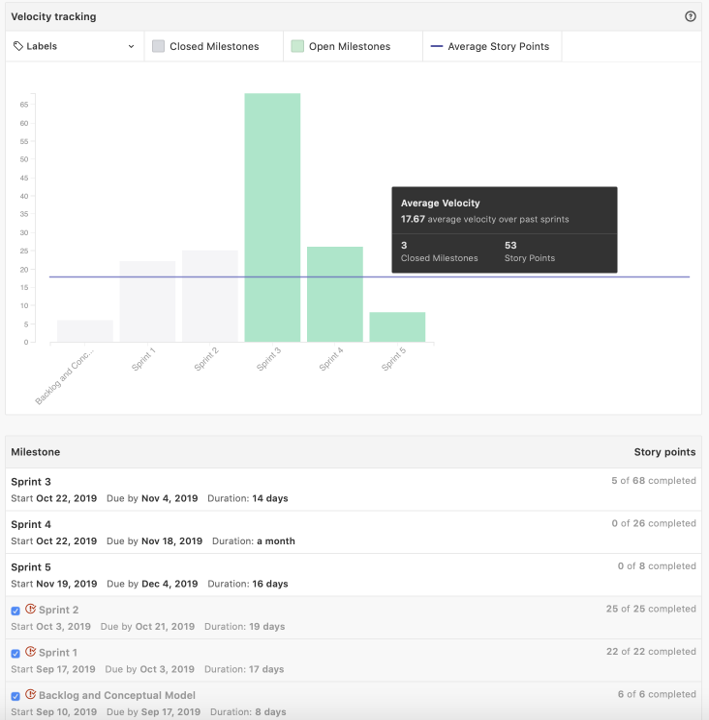 Velocity tracking
Labels
Closed Milestones
Open Milestones
Average Story Points
65
60
55
50
45
40
35
30
25
20
15
10
5
0
Average Velocity
17.67 average velocity over past sprints
3 53
Closed Milestones Story Points
Backlog and Conc...
Sprint 1
Sprint 2
Sprint 3
Sprint 4
Sprint 5
Milestone Story points
Sprint 3 5 of 68 completed
Start Oct 22, 2019 Due by Nov 4, 2019 Duration: 14 days
Sprint 4 0 of 26 completed
Start Oct 22, 2019 Due by Nov 18, 2019 Duration: a month
Sprint 5 0 of 8 completed
Start Nov 19, 2019 Due by Dec 4, 2019 Duration: 16 days
Sprint 2 25 of 25 completed
Start Oct 3, 2019 Due by Oct 21, 2019 Duration: 19 days
Sprint 1 22 of 22 completed
Start Sep 17, 2019 Due by Oct 3, 2019 Duration: 17 days
Backlog and Conceptual Model 6 of 6 completed
Start Sep 10, 2019 Due by Sep 17, 2019 Duration: 8 days